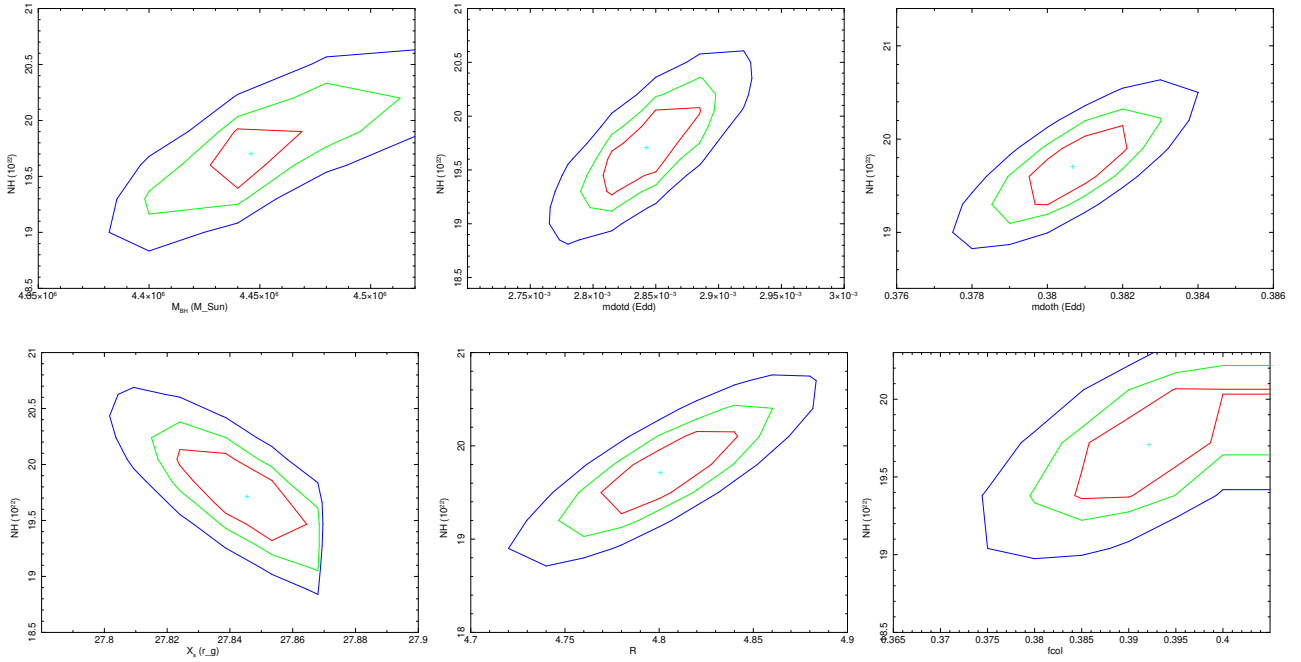 21
20.5
20
19.5
19
18.5
NH (10²²)
4.35×10⁶ 4.4×10⁶ 4.45×10⁶ 4.5×10⁶
M_BH (M_Sun)
21
20.5
20
19.5
19
18.5
NH (10²²)
2.75×10⁻³ 2.8×10⁻³ 2.85×10⁻³ 2.9×10⁻³ 2.95×10⁻³ 3×10⁻³
mdotd (Edd)
21
20
19
NH (10²²)
0.376 0.378 0.38 0.382 0.384 0.386
mdoth (Edd)
21
20.5
20
19.5
19
18.5
NH (10²²)
27.8 27.82 27.84 27.86 27.88 27.9
(r_g)
21
20
19
18
NH (10²²)
4.7 4.75 4.8 4.85 4.9
R
20
19.5
19
18.5
NH (10²²)
0.365 0.37 0.375 0.38 0.385 0.39 0.395 0.4
fcol